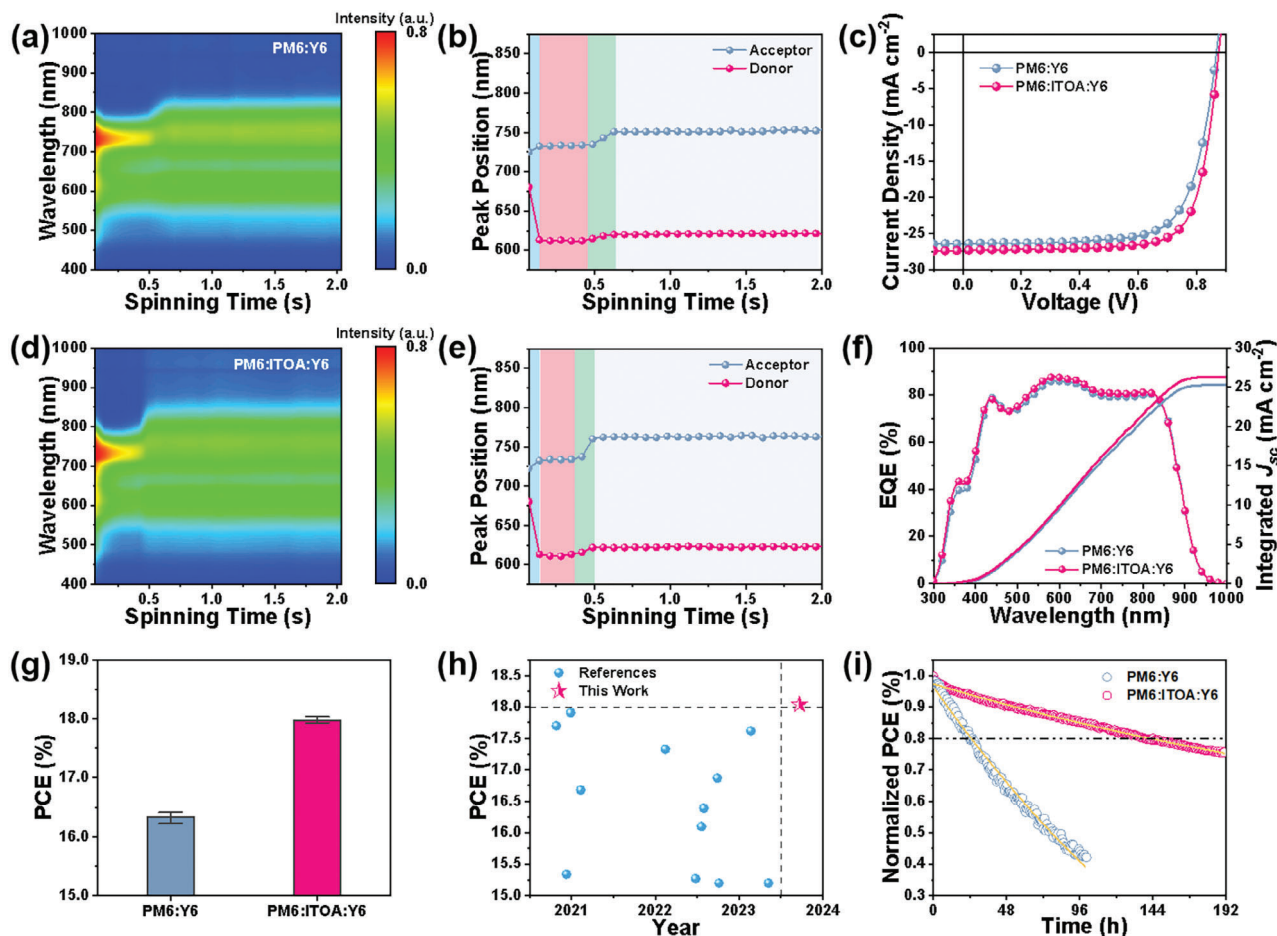 (a)
Intensity (a.u.)
0.8
0.0
PM6:Y6
Wavelength (nm)
1000
900
800
700
600
500
400
0.5
1.0
1.5
2.0
Spinning Time (s)
(b)
Peak Position (nm)
850
800
750
700
650
600
Acceptor
Donor
0.5
1.0
1.5
2.0
Spinning Time (s)
(c)
Current Density (mA cm-2)
0
-5
-10
-15
-20
-25
-30
PM6:Y6
PM6:ITOA:Y6
0.0
0.2
0.4
0.6
0.8
Voltage (V)
(d)
Intensity (a.u.)
0.8
0.0
PM6:ITOA:Y6
Wavelength (nm)
1000
900
800
700
600
500
400
0.5
1.0
1.5
2.0
Spinning Time (s)
(e)
Peak Position (nm)
850
800
750
700
650
600
Acceptor
Donor
0.5
1.0
1.5
2.0
Spinning Time (s)
(f)
EQE (%)
100
80
60
40
20
0
PM6:Y6
PM6:ITOA:Y6
30
25
20
15
10
5
0
Integrated JSC (mA cm-2)
300
400
500
600
700
800
900
1000
Wavelength (nm)
(g)
PCE (%)
19.0
18.0
17.0
16.0
15.0
PM6:Y6
PM6:ITOA:Y6
(h)
PCE (%)
18.5
18.0
17.5
17.0
16.5
16.0
15.5
15.0
References
This Work
2021
2022
2023
2024
Year
(i)
Normalized PCE (%)
1.0
0.9
0.8
0.7
0.6
0.5
0.4
0.3
PM6:Y6
PM6:ITOA:Y6
0
48
96
144
192
Time (h)